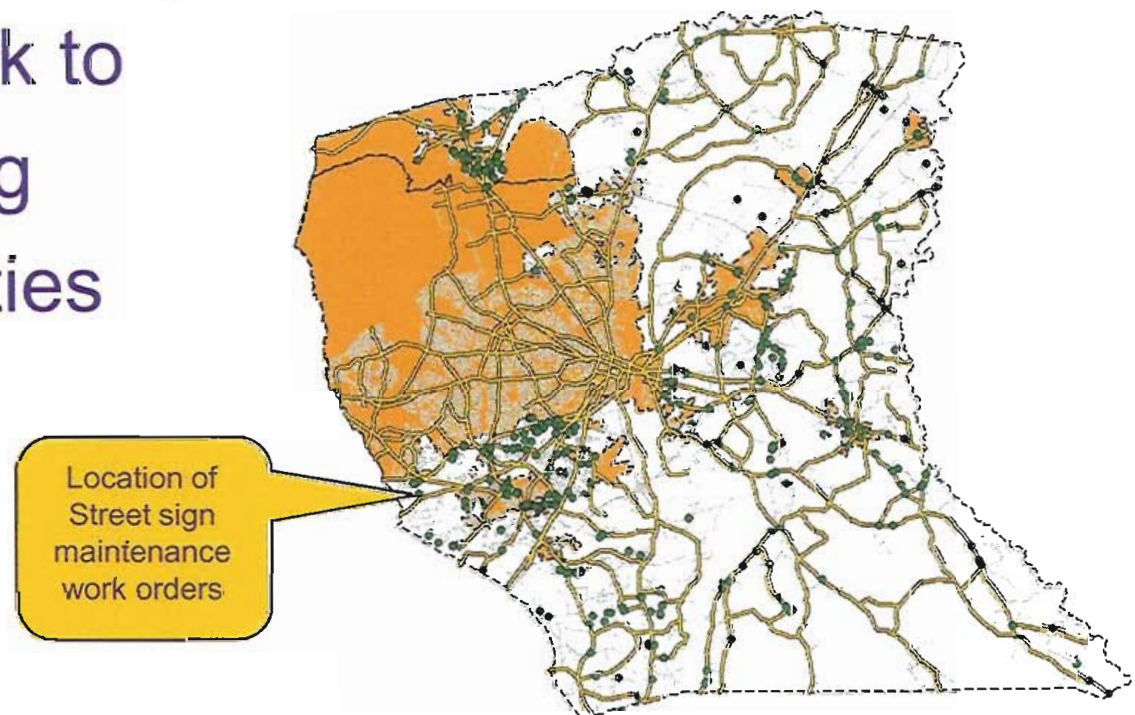 k to
g
ties
Location of
Street sign
maintenance
work orders